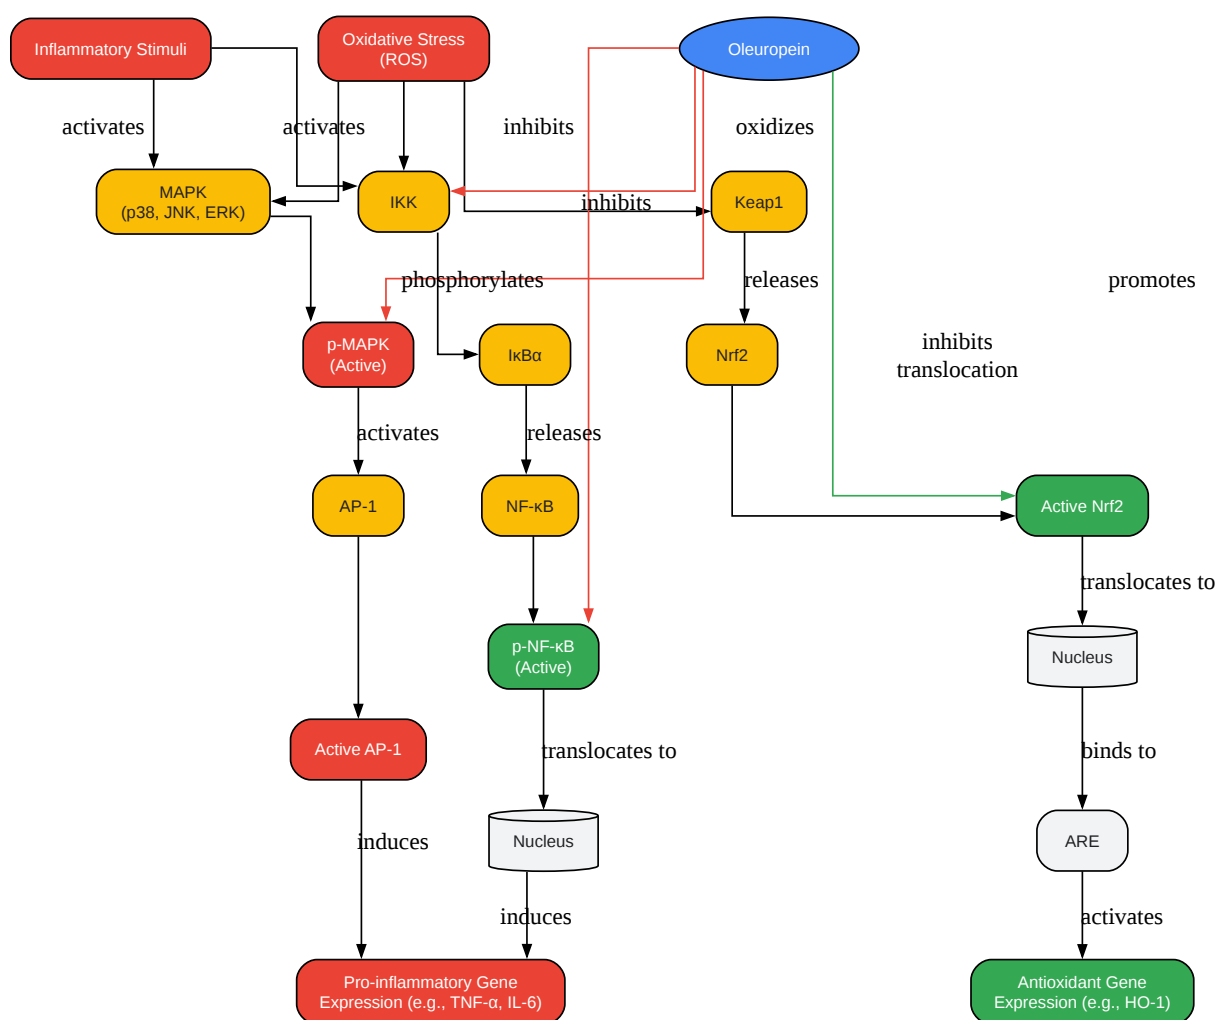 Inflammatory Stimuli
Oxidative Stress
(ROS)
Oleuropein
activates
activates
inhibits
oxidizes
MAPK
(p38, JNK, ERK)
IKK
inhibits
Keap1
phosphorylates
releases
promotes
p-MAPK
(Active)
IκBα
Nrf2
inhibits
translocation
activates
releases
AP-1
NF-κB
Active Nrf2
translocates to
p-NF-κB
(Active)
Nucleus
Active AP-1
translocates to
binds to
induces
Nucleus
ARE
induces
activates
Pro-inflammatory Gene
Expression (e.g., TNF-α, IL-6)
Antioxidant Gene
Expression (e.g., HO-1)